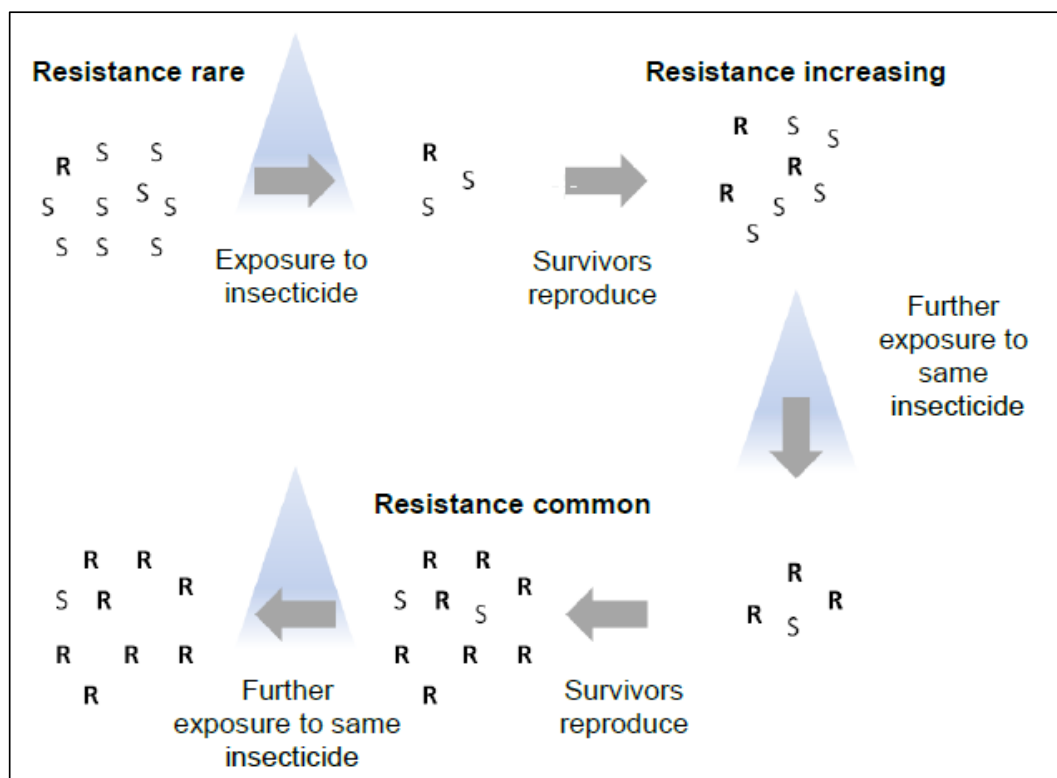 Resistance rare
S S
R
S
S S S
S S S
Exposure to
insecticide
R
S
S
Survivors
reproduce
Resistance increasing
R S S
R
R S
S
S
Further
exposure to
same
insecticide
R
R R
S
Survivors
reproduce
Resistance common
R R
R
S R S
R R R
R
Further
exposure to same
insecticide
R R
R
S R
R R R
R